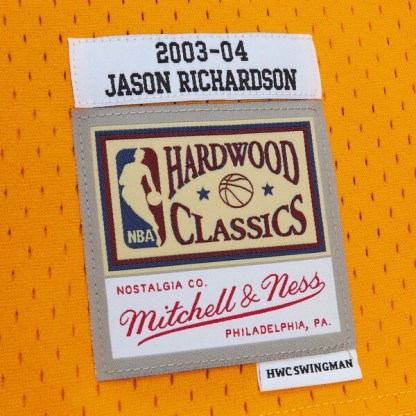 2003-04
JASON RICHARDSON
HARDWOOD
NBA
CLASSICS
NOSTALGIA CO.
Mitchell & Ness
PHILADELPHIA, PA.
HWC SWINGMAN